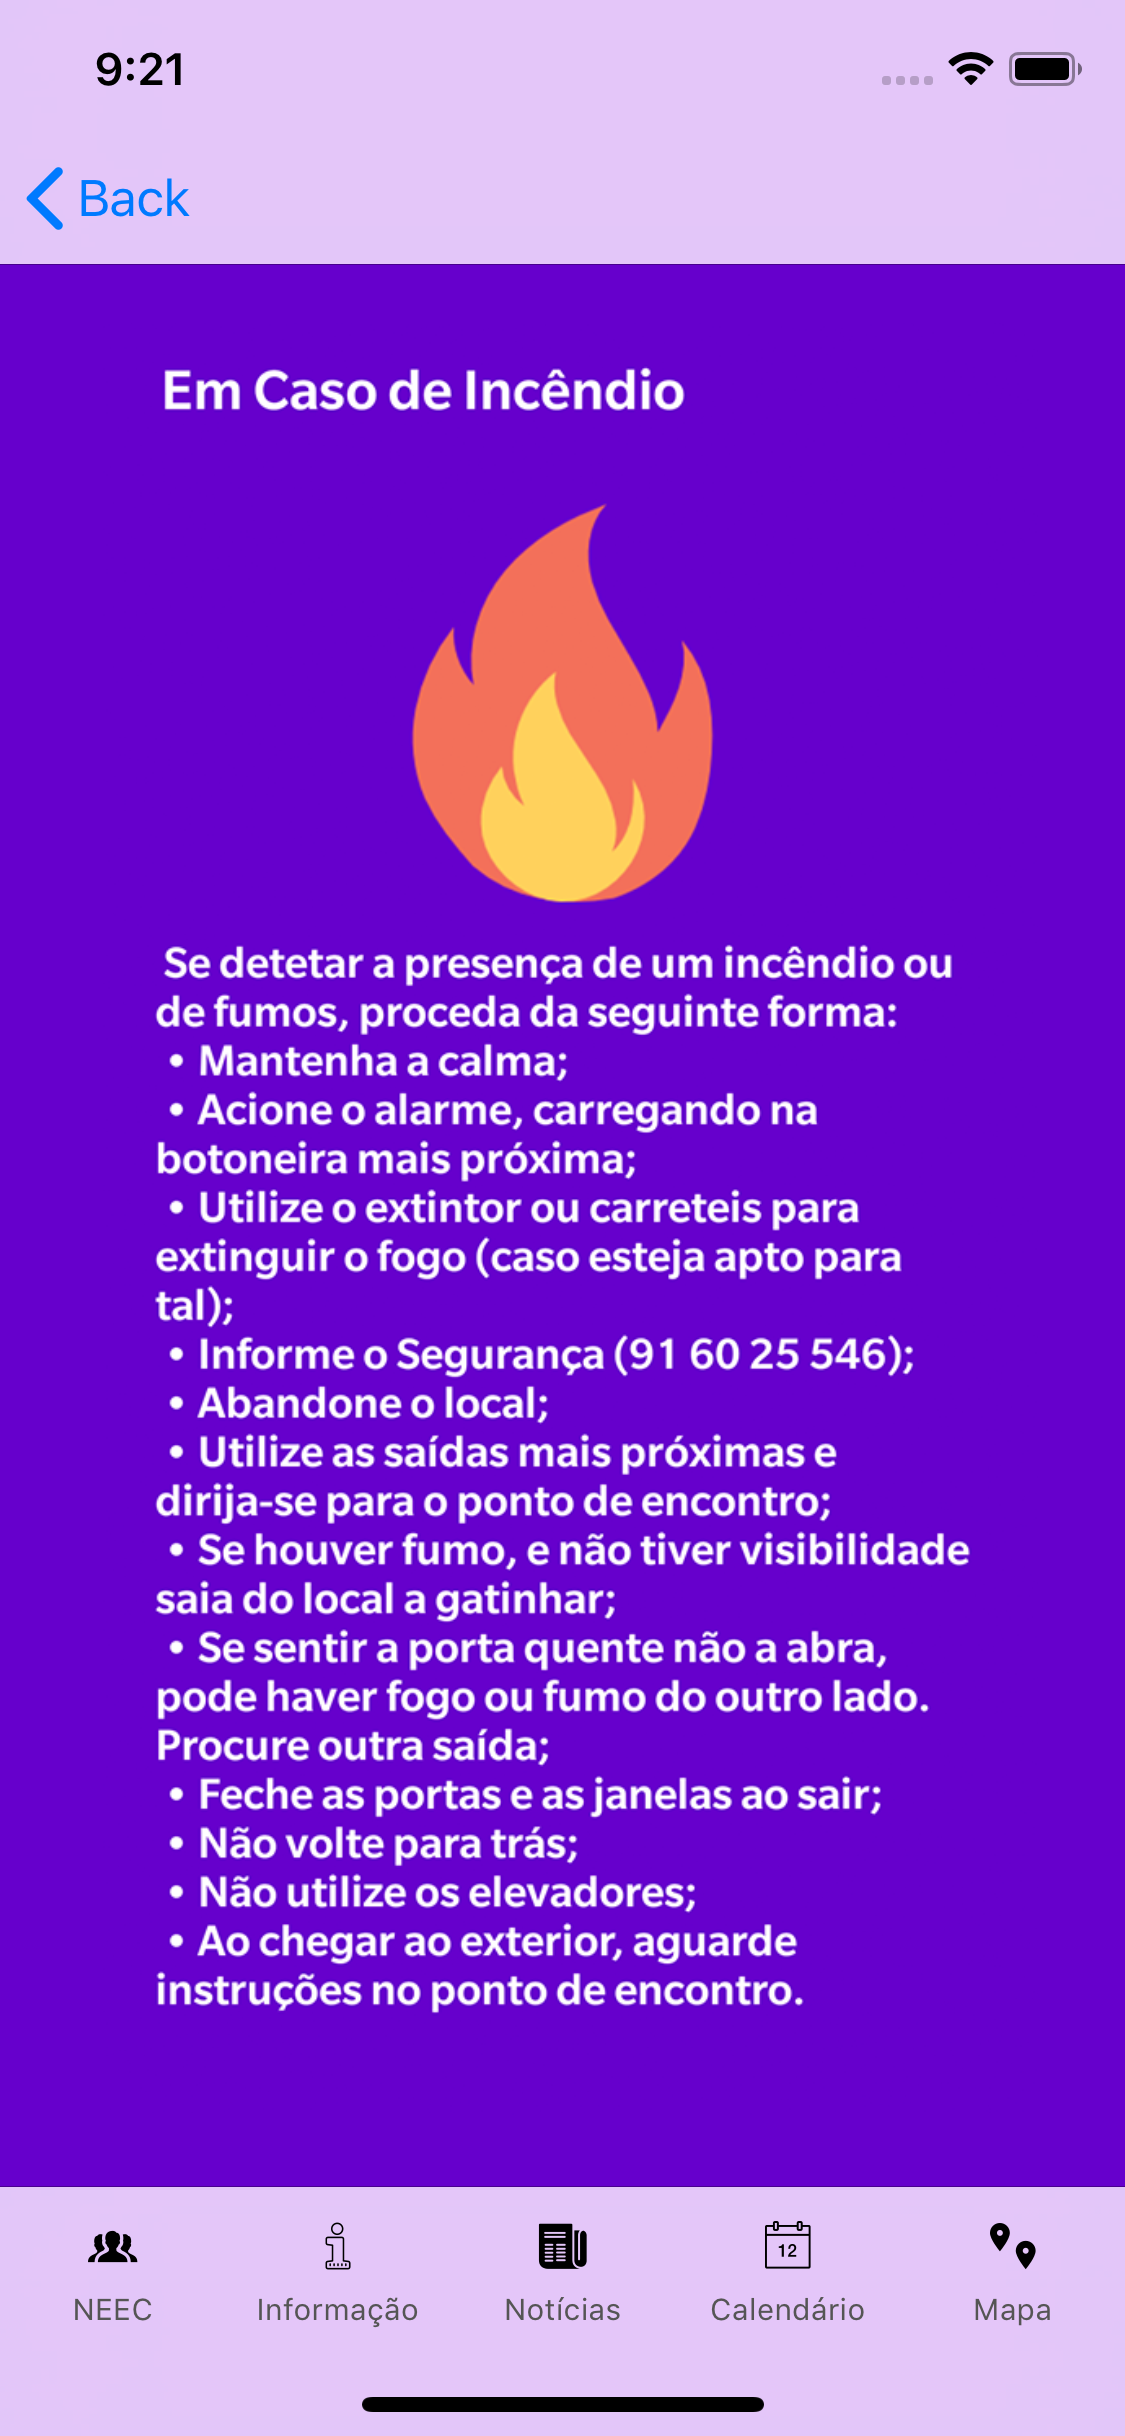 9:21
Back
Em Caso de Incêndio
Se detetar a presença de um incêndio ou
de fumos, proceda da seguinte forma:
• Mantenha a calma;
• Acione o alarme, carregando na
botoneira mais próxima;
• Utilize o extintor ou carreteis para
extinguir o fogo (caso esteja apto para
tal);
• Informe o Segurança (91 60 25 546);
• Abandone o local;
• Utilize as saídas mais próximas e
dirija-se para o ponto de encontro;
• Se houver fumo, e não tiver visibilidade
saia do local a gatinhar;
• Se sentir a porta quente não a abra,
pode haver fogo ou fumo do outro lado.
Procure outra saída;
• Feche as portas e as janelas ao sair;
• Não volte para trás;
• Não utilize os elevadores;
• Ao chegar ao exterior, aguarde
instruções no ponto de encontro.
12
NEEC Informação Notícias Calendário Mapa